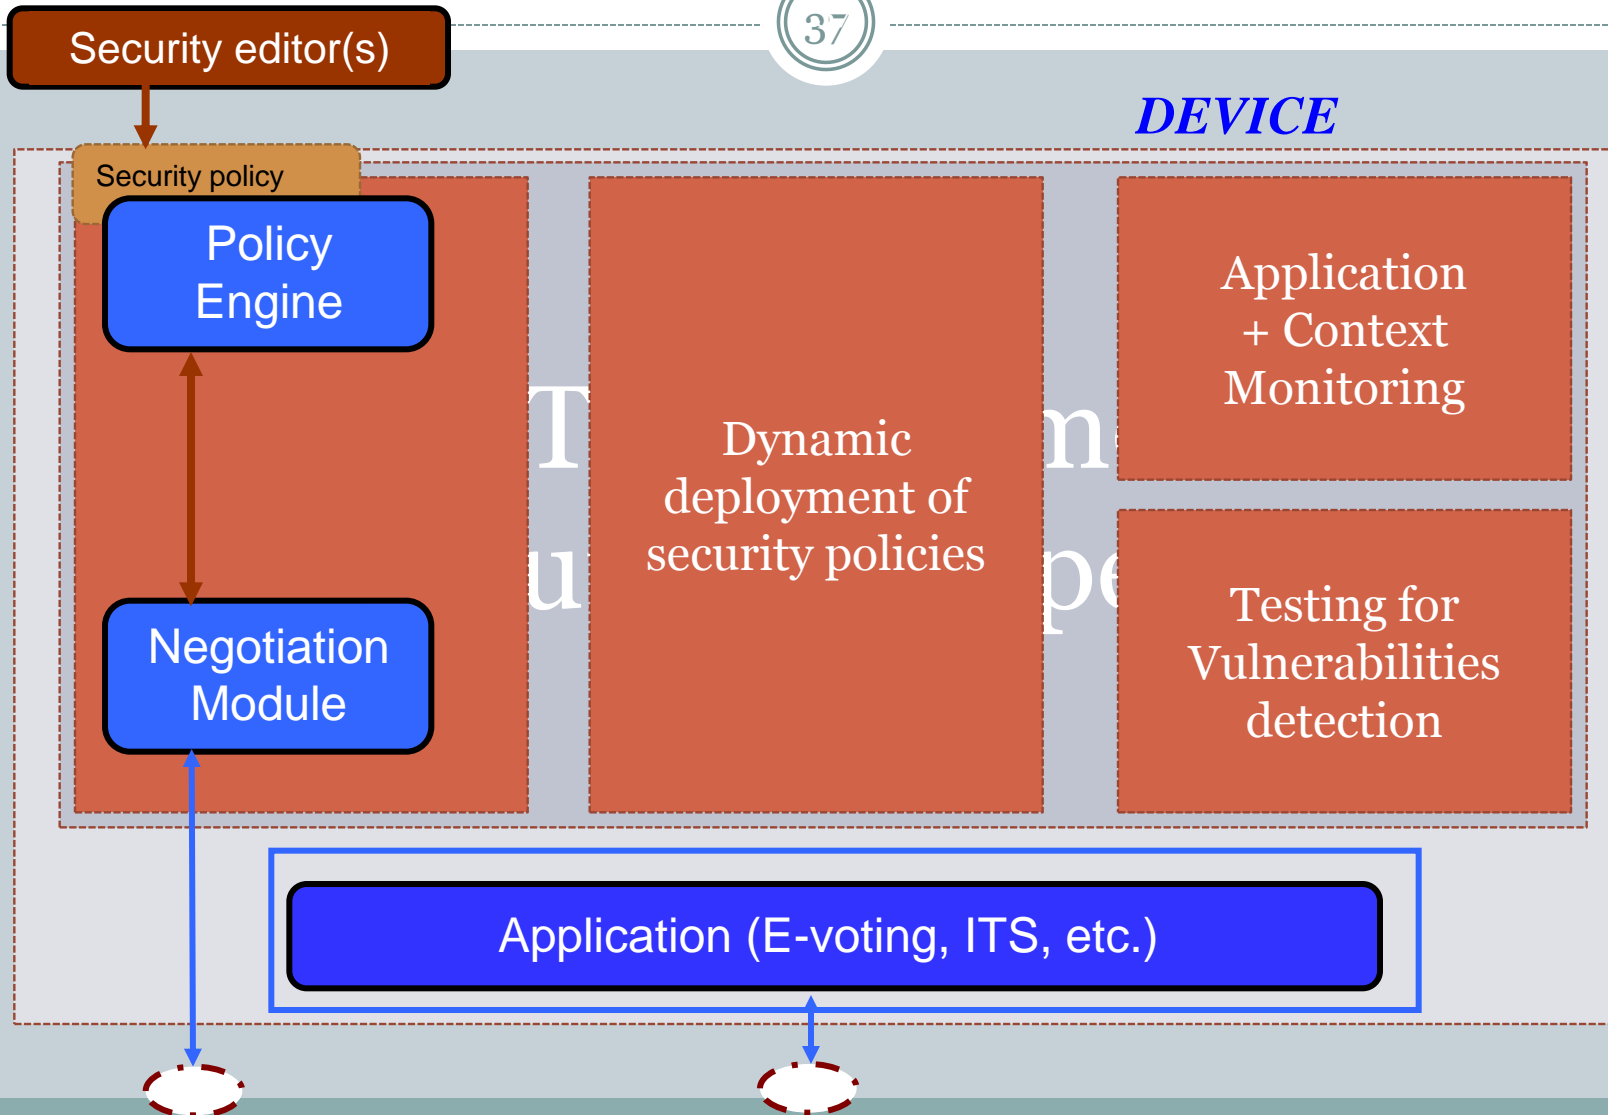 37
Security editor(s)
DEVICE
Security policy
Policy
Engine
Negotiation
Module
Dynamic
deployment of
security policies
Application
+ Context
Monitoring
Testing for
Vulnerabilities
detection
Application (E-voting, ITS, etc.)